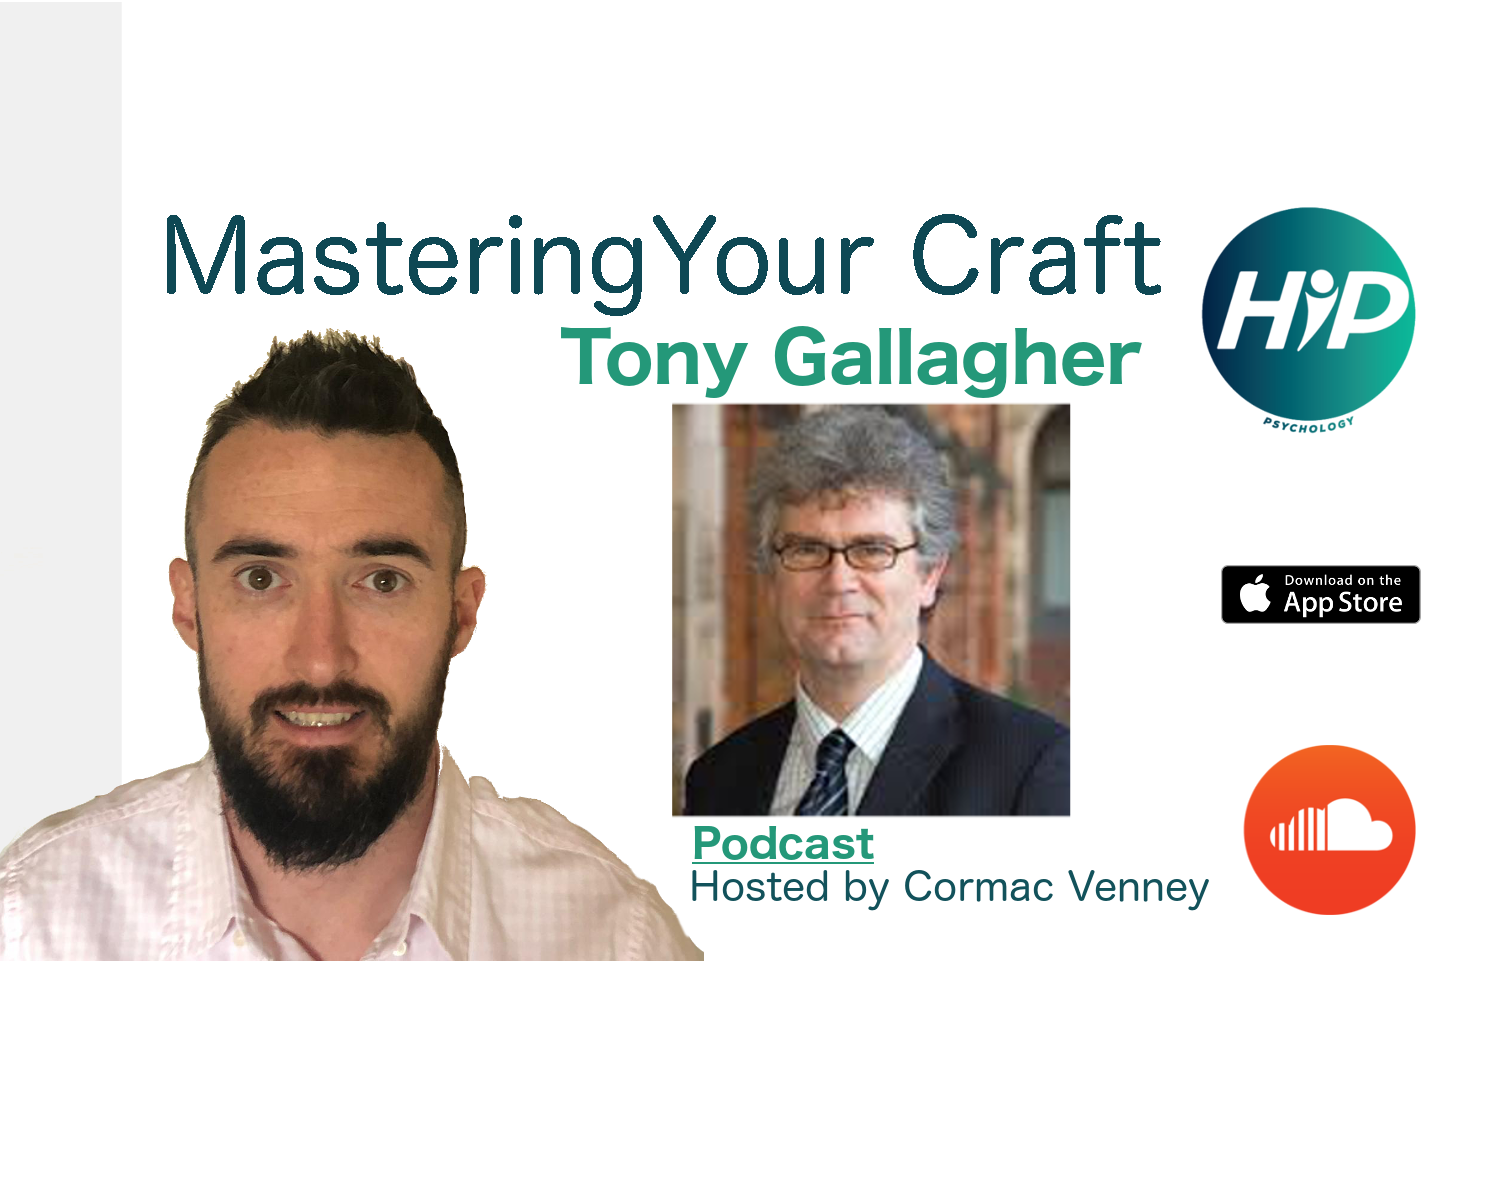 MasteringYour Craft
Tony Gallagher
HiP
PSYCHOLOGY
Download on the
App Store
Podcast
Hosted by Cormac Venney